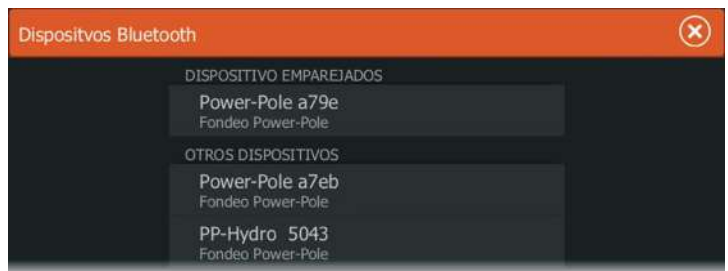 Dispositvos Bluetooth
DISPOSITIVO EMPAREJADOS
Power-Pole a79e
Fondeo Power-Pole
OTROS DISPOSITIVOS
Power-Pole a7eb
Fondeo Power-Pole
PP-Hydro 5043
Fondeo Power-Pole